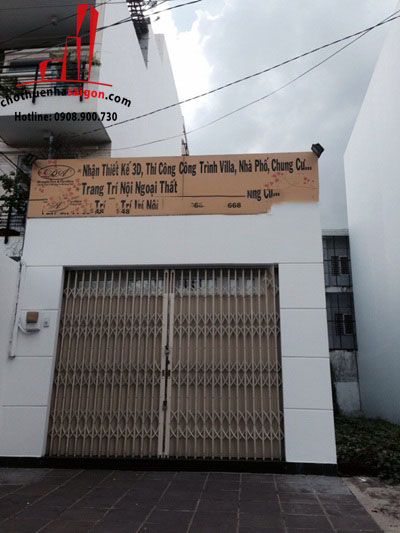 chothuenhasaigon.com
Hotline: 0908.900.730
Nhận Thiết Kế 3D, Thi Công Công Trình Villa, Nhà Phố, Chung Cư...
Trang Trí Nội Ngoại Thất
668